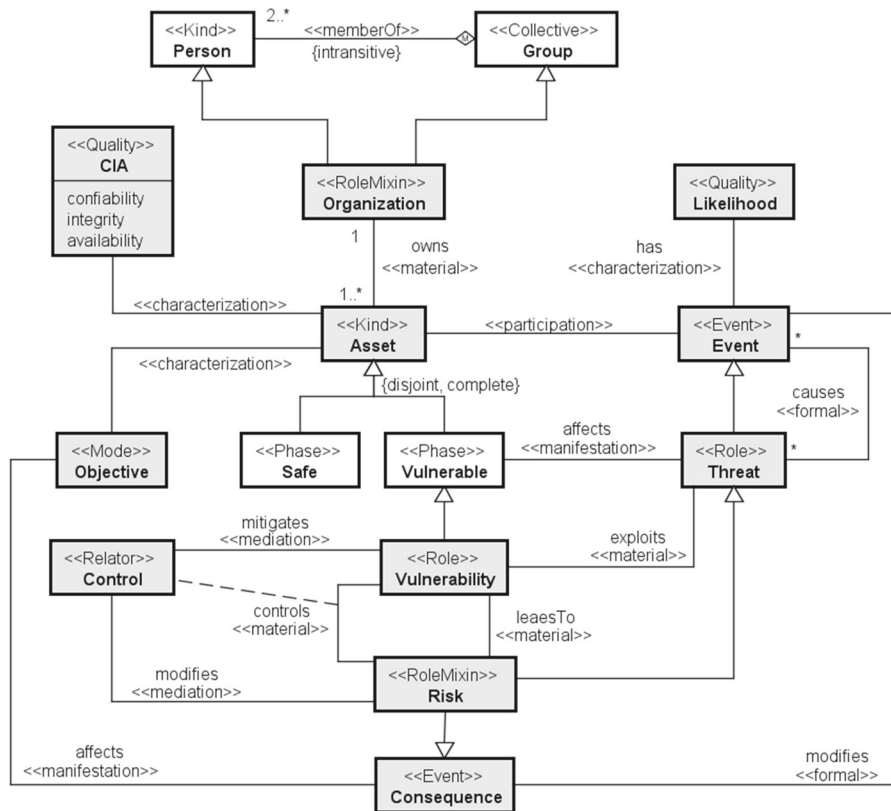 2..*
<<Kind>>
Person
<<memberOf>>
{intransitive}
M
<<Collective>>
Group
<<Quality>>
CIA
confiability
integrity
availability
<<RoleMixin>>
Organization
<<Quality>>
Likelihood
1
owns
<<material>>
1..*
has
<<characterization>>
<<characterization>>
<<Kind>>
Asset
<<participation>>
<<Event>>
Event
*
<<characterization>>
{disjoint, complete}
causes
<<formal>>
<<Mode>>
Objective
<<Phase>>
Safe
<<Phase>>
Vulnerable
affects
<<manifestation>>
<<Role>>
Threat
*
mitigates
<<mediation>>
<<Relator>>
Control
<<Role>>
Vulnerability
exploits
<<material>>
controls
<<material>>
leaesTo
<<material>>
modifies
<<mediation>>
<<RoleMixin>>
Risk
affects
<<manifestation>>
<<Event>>
Consequence
modifies
<<formal>>